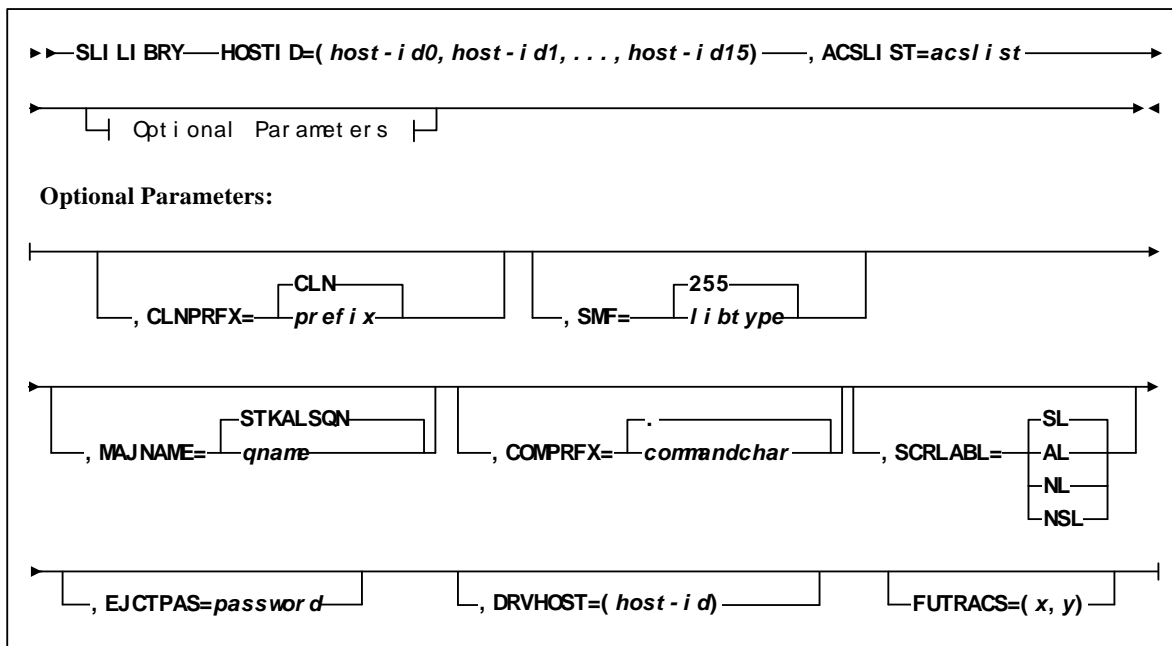 SLILIBRY HOSTID=(host-id0,host-id1,...,host-id15) ,ACSLIST=acslist
Optional Parameters
Optional Parameters:
CLN 255
,CLNPRFX= prefix ,SMF= libtype
STKALSQN . SL
,MAJNAME= qname ,COMPRFX= commandchar ,SCRLABL= AL
NL
NSL
,EJCTPAS=password ,DRVHOST=(host-id) FUTRACS=(x,y)